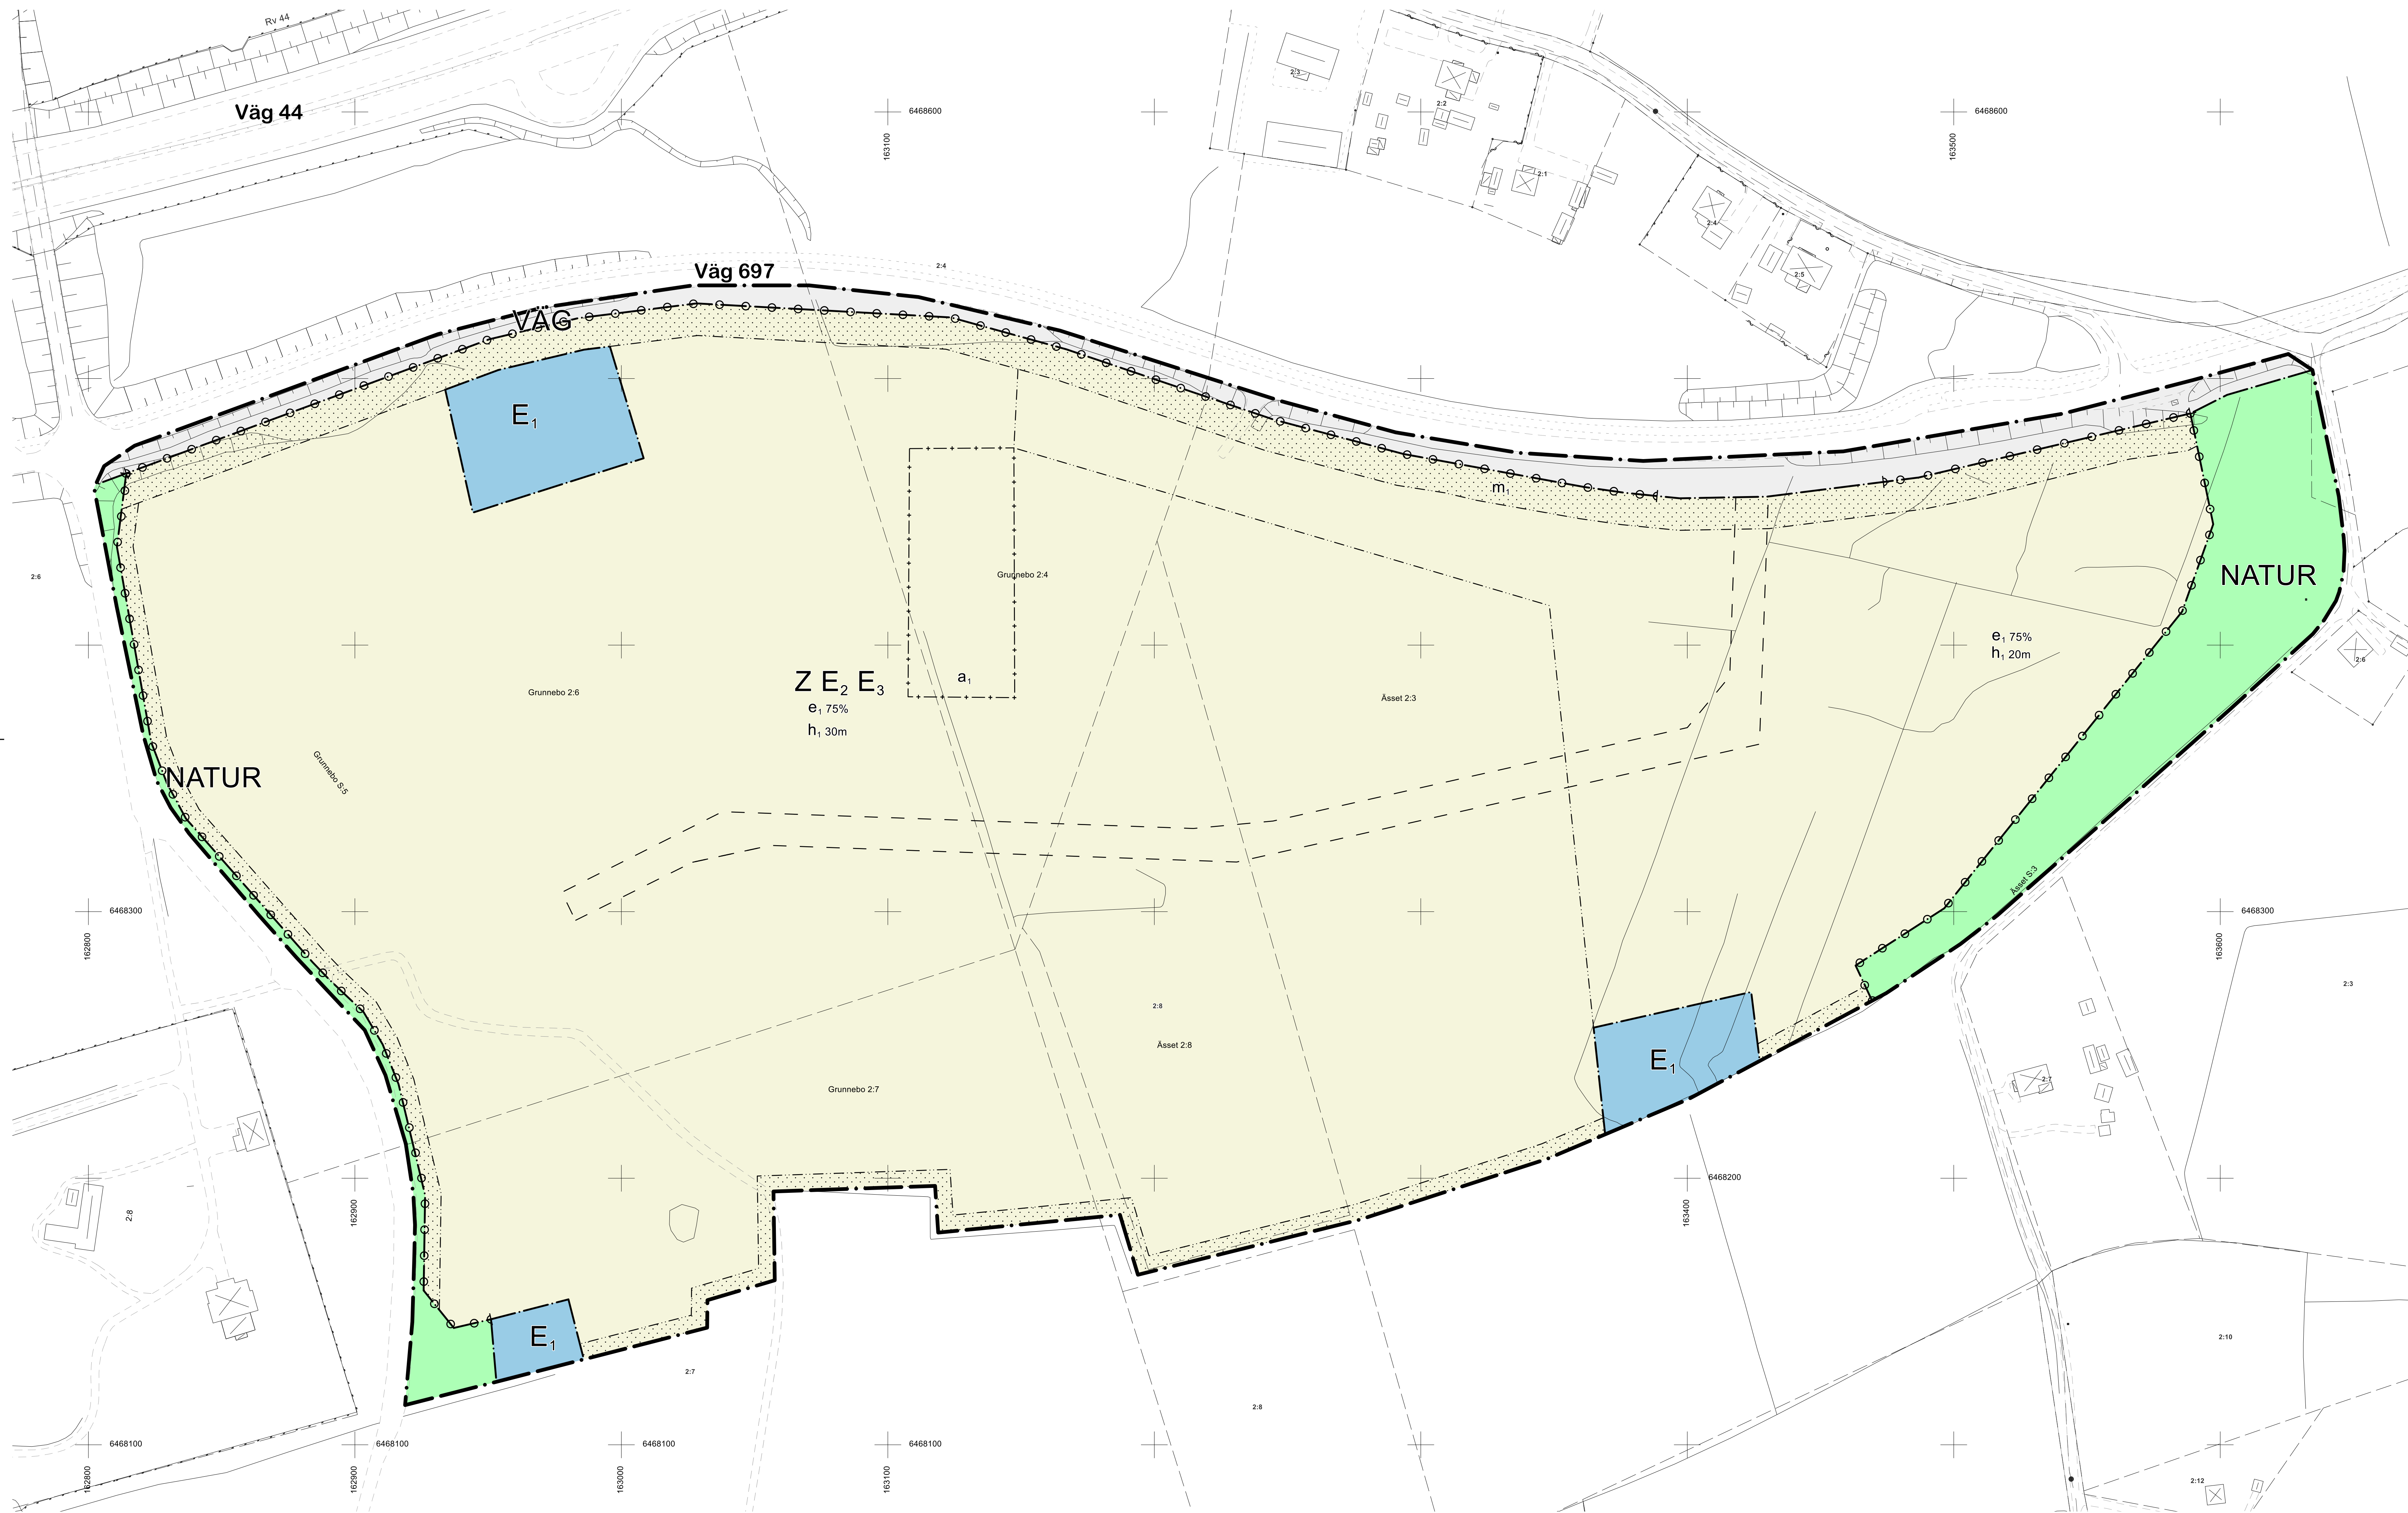 Rv 44
Väg 44
6468600
6468600
163100
163500
2:3
2:2
2:1
2:4
2:5
2:4
Väg 697
VÄG
E1
m1
2:6
NATUR
Grunnebo 2:4
e1 75%
h1 20m
2:6
Z E2 E3
e1 75%
h1 30m
a1
Grunnebo 2:6
Ässet 2:3
Grunnebo S:5
NATUR
Ässet S:3
6468300
6468300
162800
163600
2:3
2:8
Ässet 2:8
E1
Grunnebo 2:7
2:7
6468200
162900
163400
2:8
E1
2:7
2:10
2:8
6468100
6468100
6468100
6468100
162800
162900
163000
163100
2:12